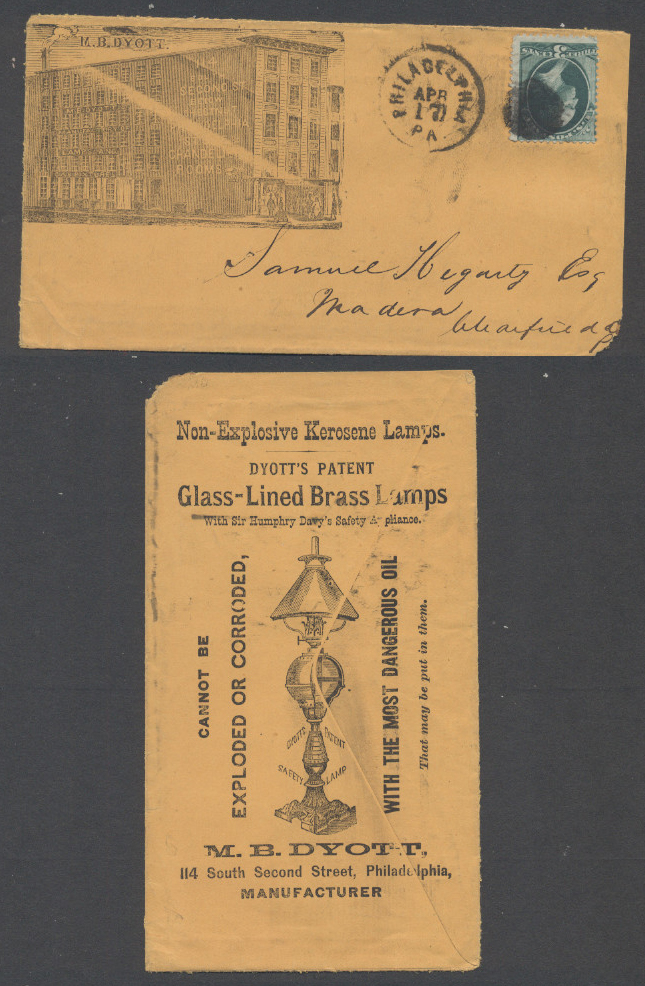 M.B. DYOTT.
ROOMS
PHILADELPHIA
APR
17
PA
Samuel Hegarty Esq
Madera
Clearfield
Non-Explosive Kerosene Lamps.
DYOTT'S PATENT
Glass-Lined Brass Lamps
With Sir Humphry Davy's Safety Appliance.
CANNOT BE
EXPLODED OR CORRODED,
WITH THE MOST DANGEROUS OIL
That may be put in them.
DYOTTS PATENT
SAFETY LAMP
M. B. DYOTT,
114 South Second Street, Philadelphia,
MANUFACTURER